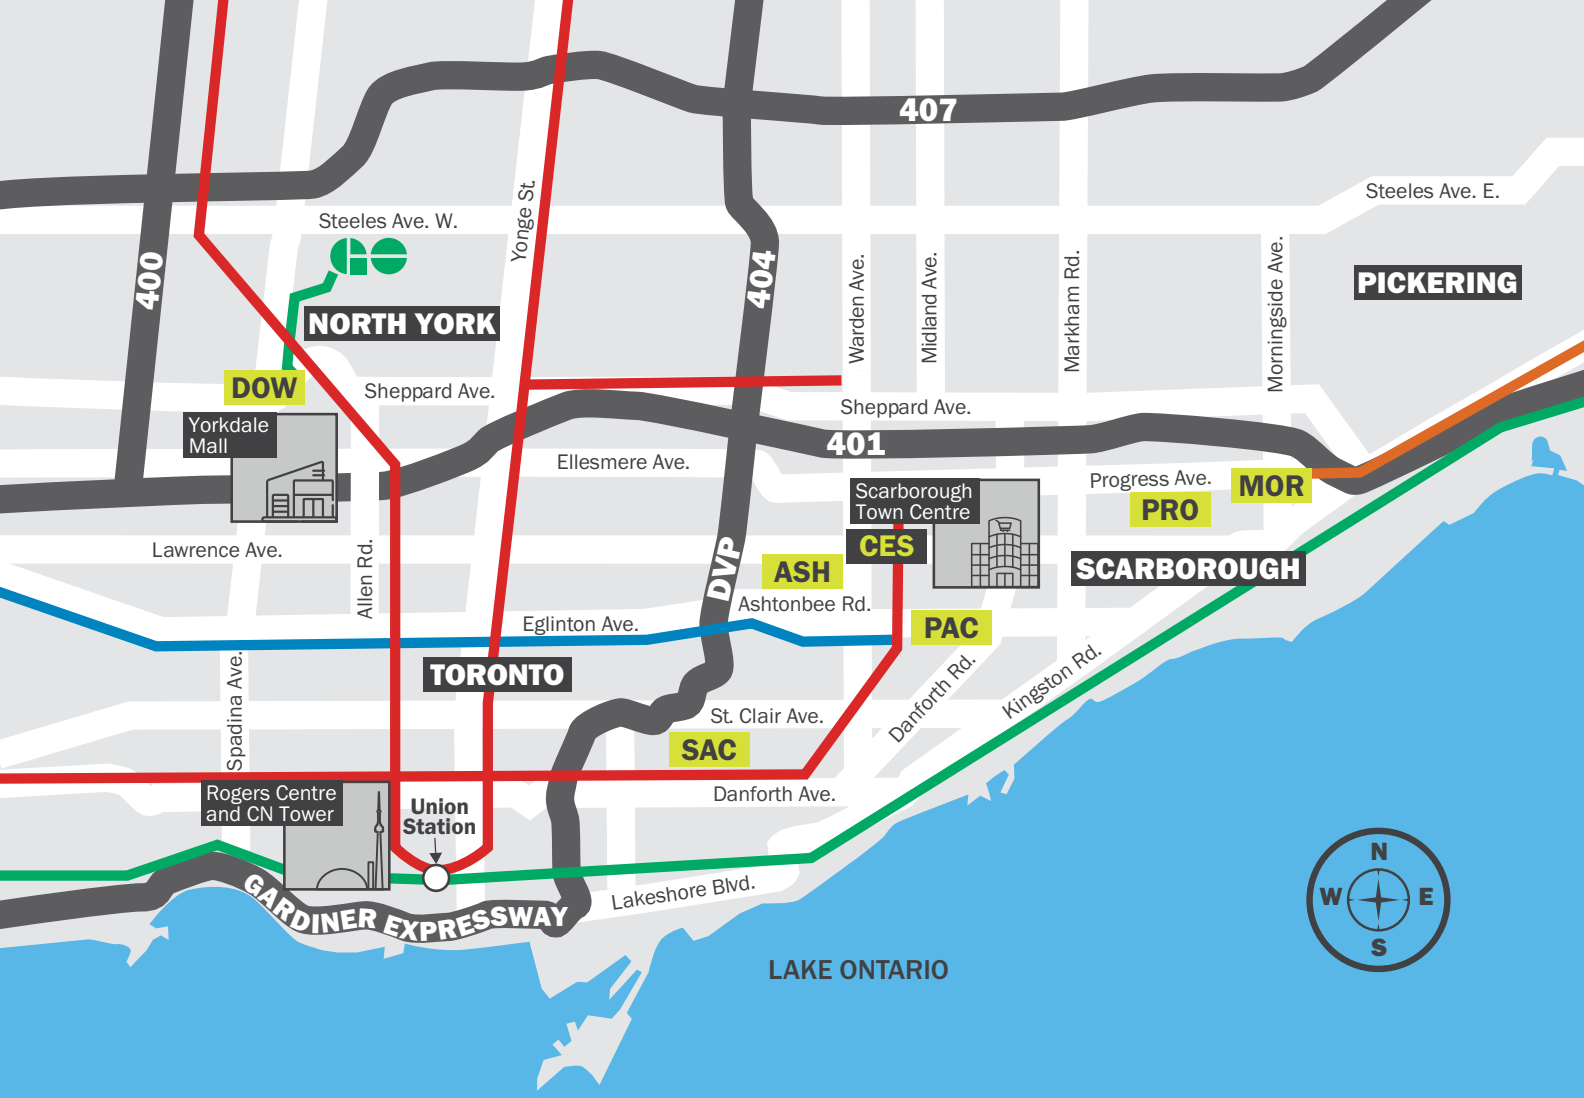 407
Steeles Ave. E.
Steeles Ave. W.
Yonge St.
400
404
Warden Ave.
Midland Ave.
Markham Rd.
Morningside Ave.
PICKERING
NORTH YORK
DOW
Sheppard Ave.
Sheppard Ave.
Yorkdale
Mall
401
Ellesmere Ave.
Progress Ave.
MOR
Scarborough
Town Centre
PRO
CES
Lawrence Ave.
Allen Rd.
DVP
ASH
SCARBOROUGH
Ashtonbee Rd.
Eglinton Ave.
PAC
TORONTO
Spadina Ave.
Danforth Rd.
Kingston Rd.
St. Clair Ave.
SAC
Rogers Centre
and CN Tower
Union
Station
Danforth Ave.
GARDINER EXPRESSWAY
Lakeshore Blvd.
LAKE ONTARIO
N
W
E
S